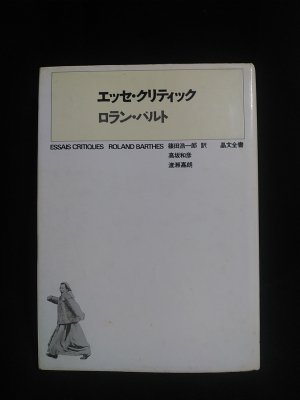 エッセ・クリティック
ロラン・バルト
ESSAIS CRITIQUES ROLAND BARTHES 篠田浩一郎 訳 晶文全書
高坂和彦
渡瀬嘉朗